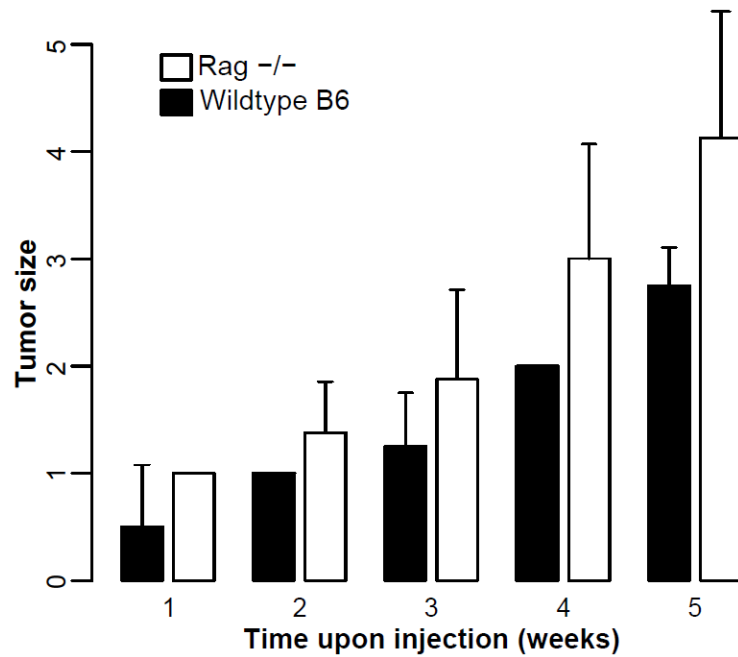 Rag −/−
Wildtype B6
Tumor size
5
4
3
2
1
0
1 2 3 4 5
Time upon injection (weeks)